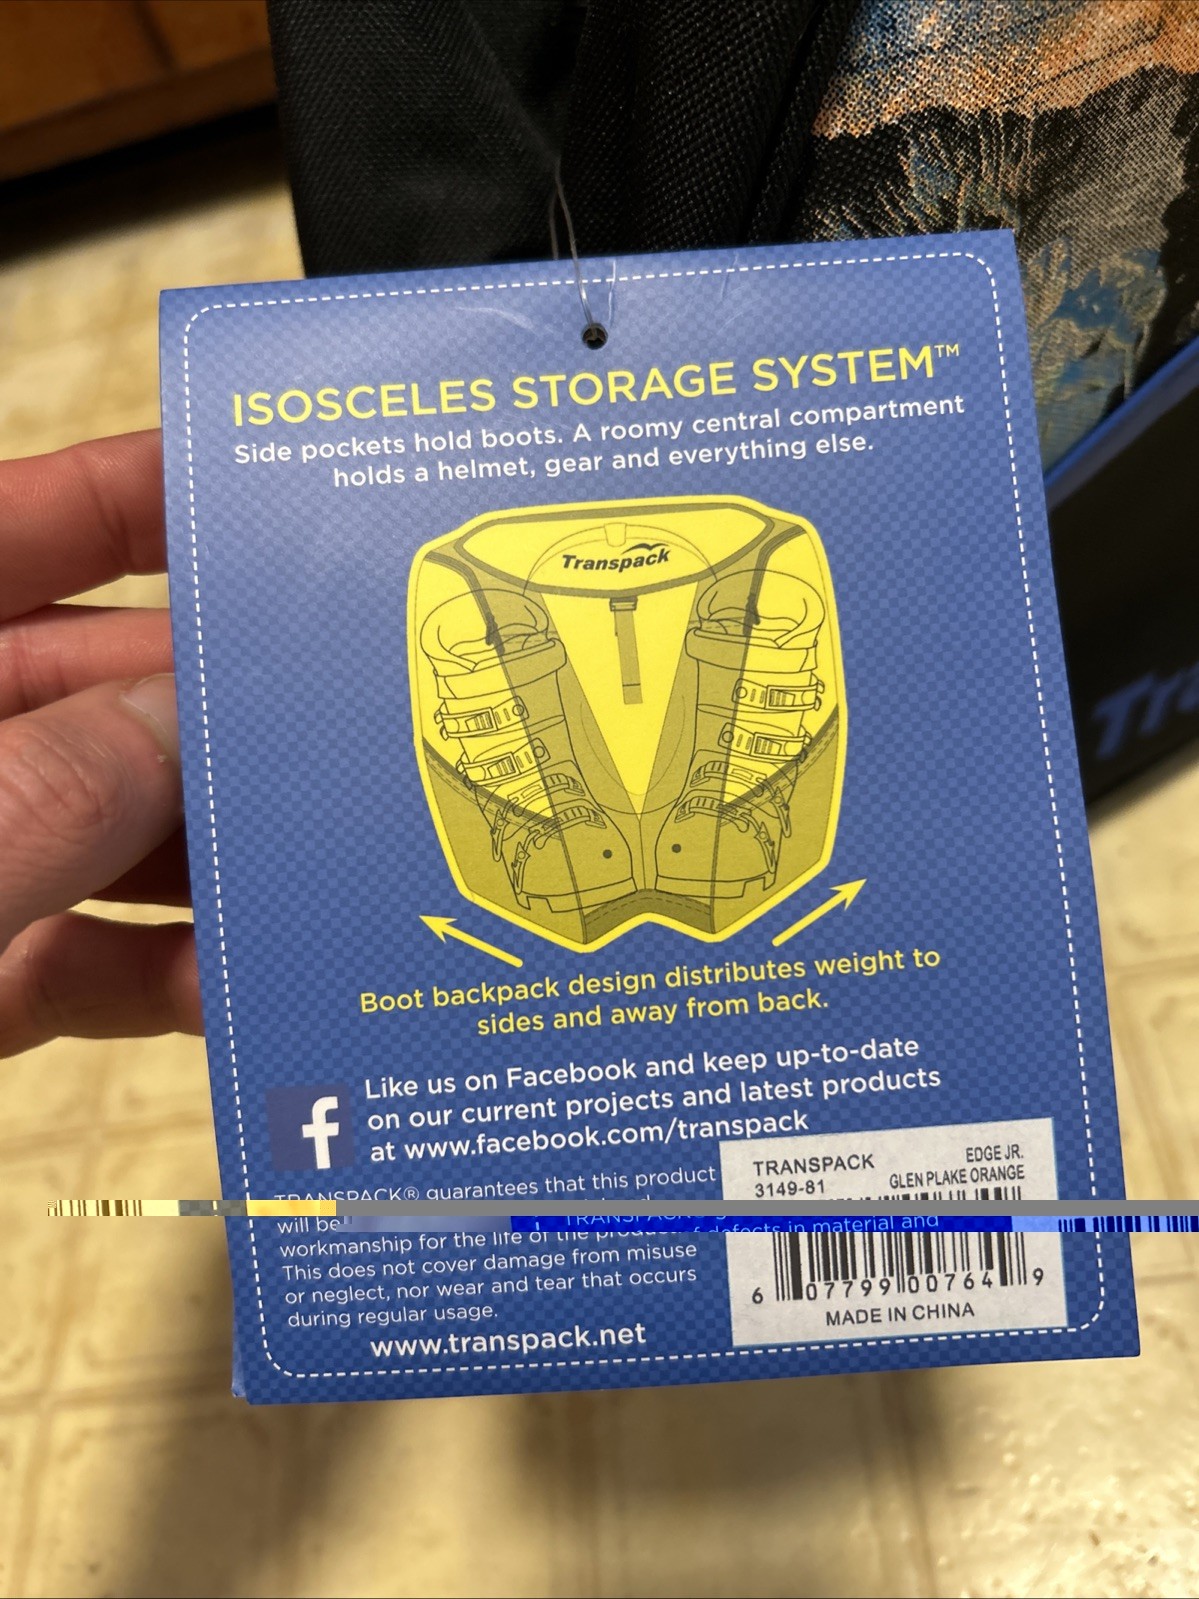 ISOSCELES STORAGE SYSTEM™
Side pockets hold boots. A roomy central compartment
holds a helmet, gear and everything else.
Transpack
Boot backpack design distributes weight to
sides and away from back.
Like us on Facebook and keep up-to-date
on our current projects and latest products
at www.facebook.com/transpack
TRANSPACK® guarantees that this product
will be
defects in material and
workmanship for the life of the
This does not cover damage from misuse
or neglect, nor wear and tear that occurs
during regular usage.
www.transpack.net
TRANSPACK
EDGE JR.
3149-81
GLEN PLAKE ORANGE
6 07799 00764 9
MADE IN CHINA